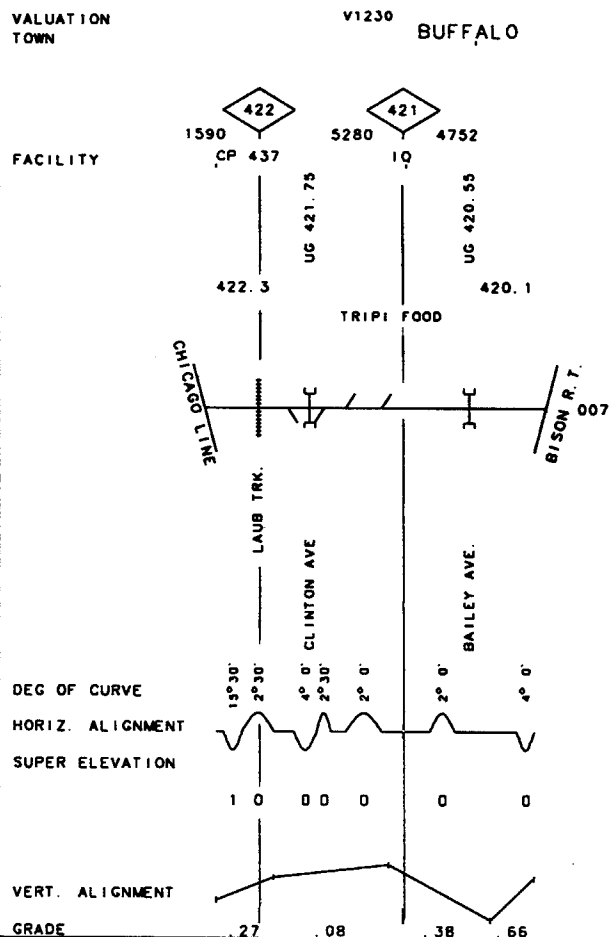 VALUATION V1230
TOWN BUFFALO
422 421
1590 5280 4752
FACILITY CP 437 IQ
UG 421.75
UG 420.55
422.3 420.1
TRIPI FOOD
CHICAGO LINE
BISON R.T.
007
LAUB TRK.
CLINTON AVE
BAILEY AVE.
DEG OF CURVE 15° 30' 2° 30' 4° 0' 2° 30' 2° 0' 2° 0' 4° 0'
HORIZ. ALIGNMENT
SUPER ELEVATION
1 0 0 0 0 0 0
VERT. ALIGNMENT
GRADE .27 .08 .38 .66